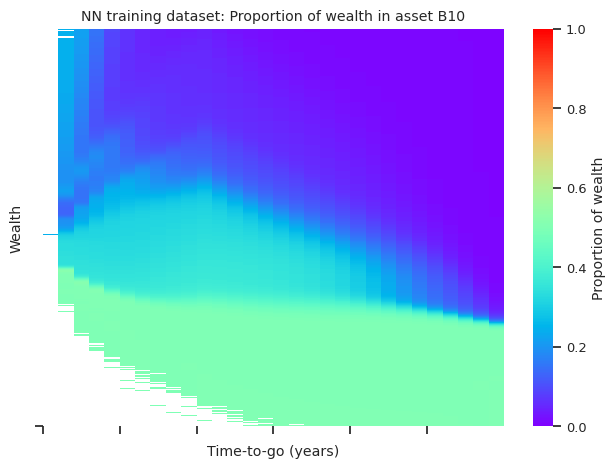 NN training dataset: Proportion of wealth in asset B10
Wealth
Time-to-go (years)
1.0
0.8
0.6
0.4
0.2
0.0
Proportion of wealth